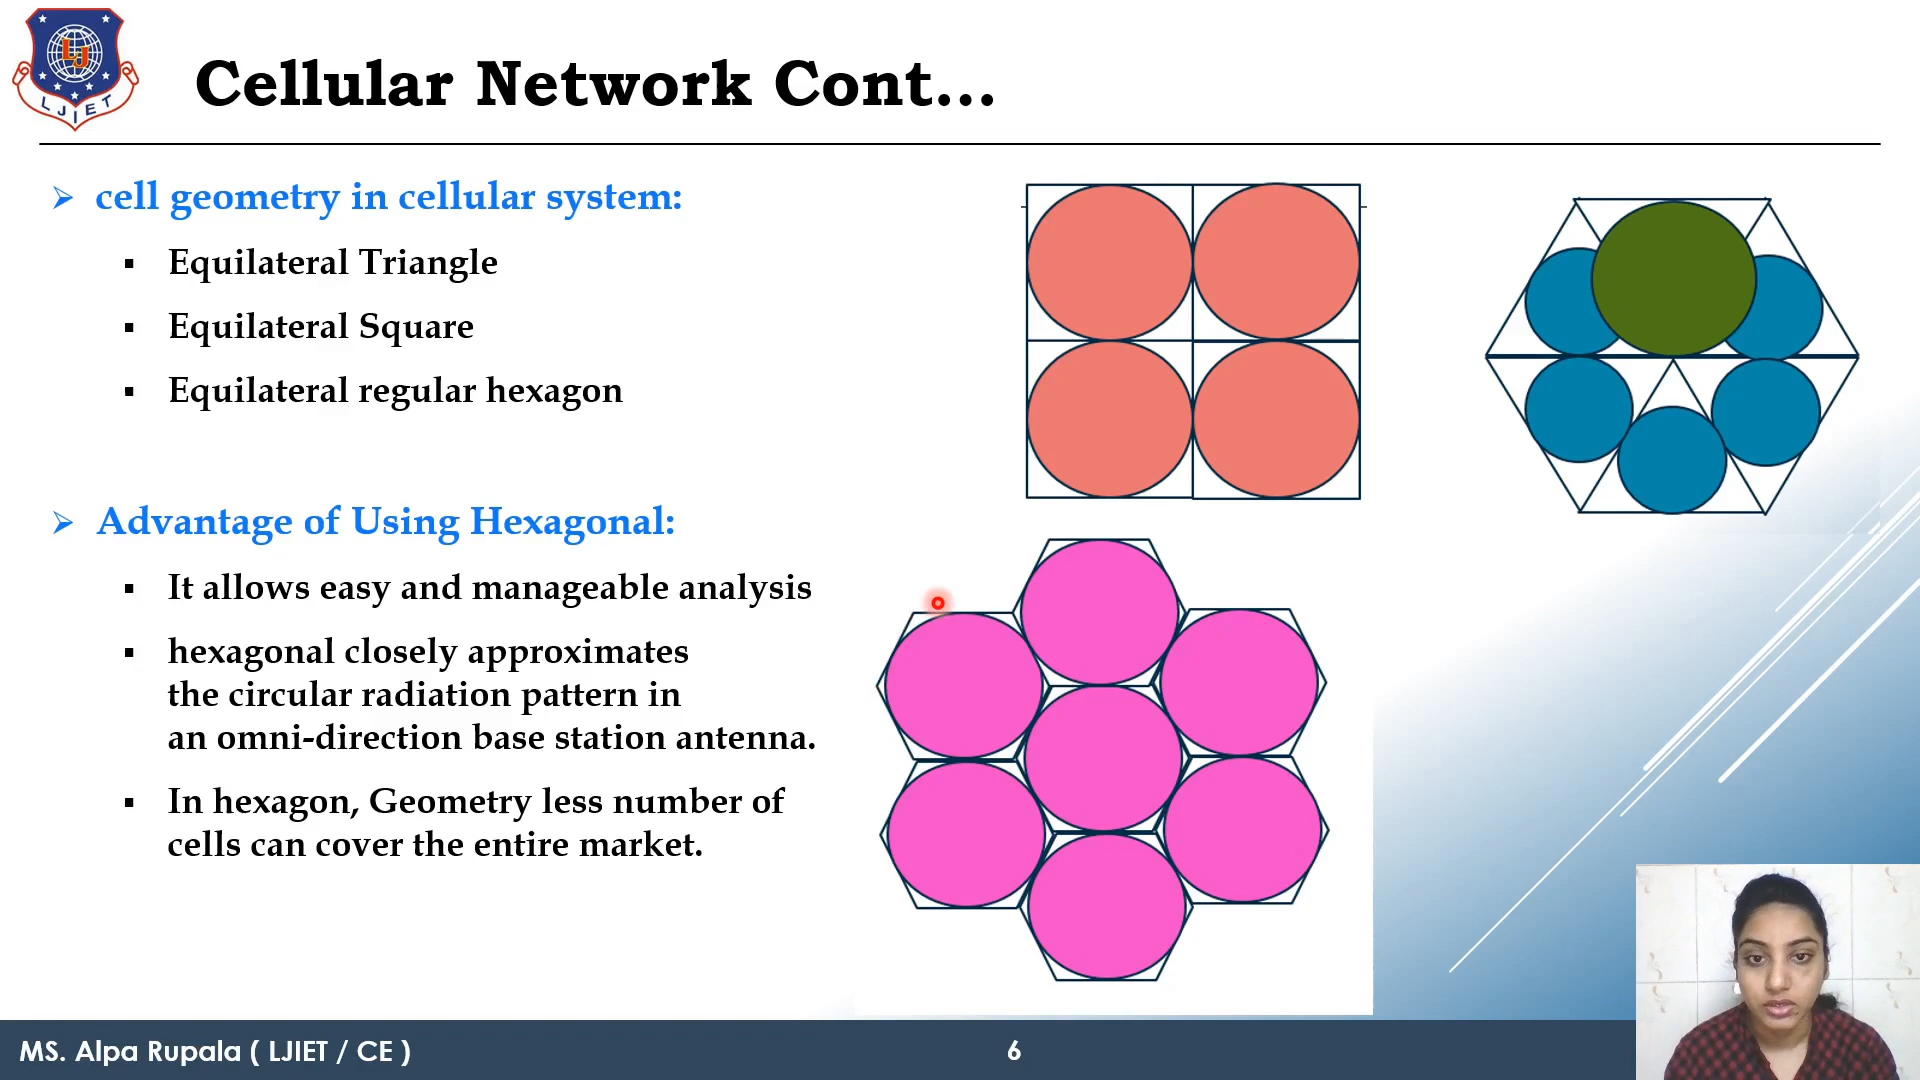 LJ
LJIET
Cellular Network Cont...
cell geometry in cellular system:
Equilateral Triangle
Equilateral Square
Equilateral regular hexagon
Advantage of Using Hexagonal:
It allows easy and manageable analysis
hexagonal closely approximates
the circular radiation pattern in
an omni-direction base station antenna.
In hexagon, Geometry less number of
cells can cover the entire market.
MS. Alpa Rupala ( LJIET / CE )
6